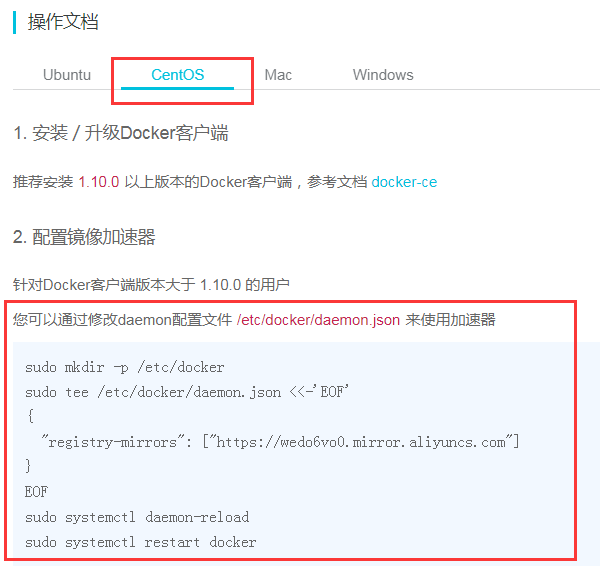 操作文档
Ubuntu CentOS Mac Windows
1. 安装 / 升级Docker客户端
推荐安装 1.10.0 以上版本的Docker客户端，参考文档 docker-ce
2. 配置镜像加速器
针对Docker客户端版本大于 1.10.0 的用户
您可以通过修改daemon配置文件 /etc/docker/daemon.json 来使用加速器
sudo mkdir -p /etc/docker
sudo tee /etc/docker/daemon.json <<-'EOF'
{
  "registry-mirrors": ["https://wedo6vo0.mirror.aliyuncs.com"]
}
EOF
sudo systemctl daemon-reload
sudo systemctl restart docker